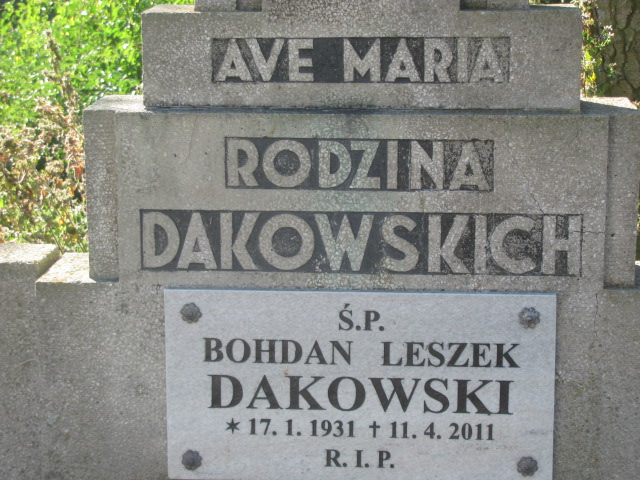 AVE MARIA
RODZINA
DAKOWSKICH
Ś.P.
BOHDAN LESZEK
DAKOWSKI
✶ 17. 1. 1931 † 11. 4. 2011
R. I. P.